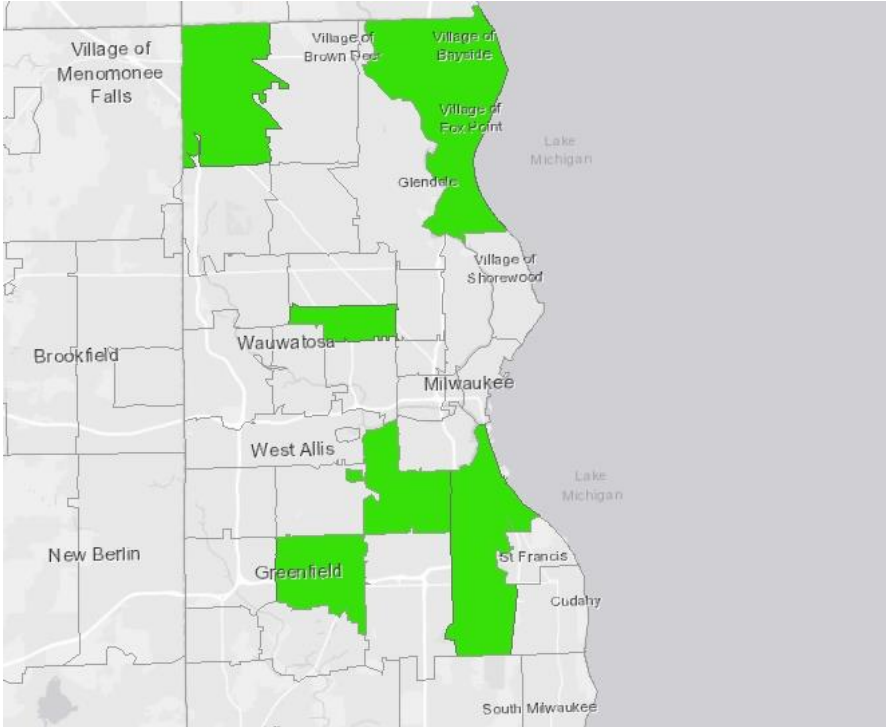 Village of
Menomonee
Falls
Village of
Brown Deer
Village of
Bayside
Village of
Fox Point
Lake
Michigan
Glendale
Village of
Shorewood
Wauwatosa
Brookfield
Milwaukee
West Allis
Lake
Michigan
New Berlin
St Francis
Greenfield
Cudahy
South Milwaukee